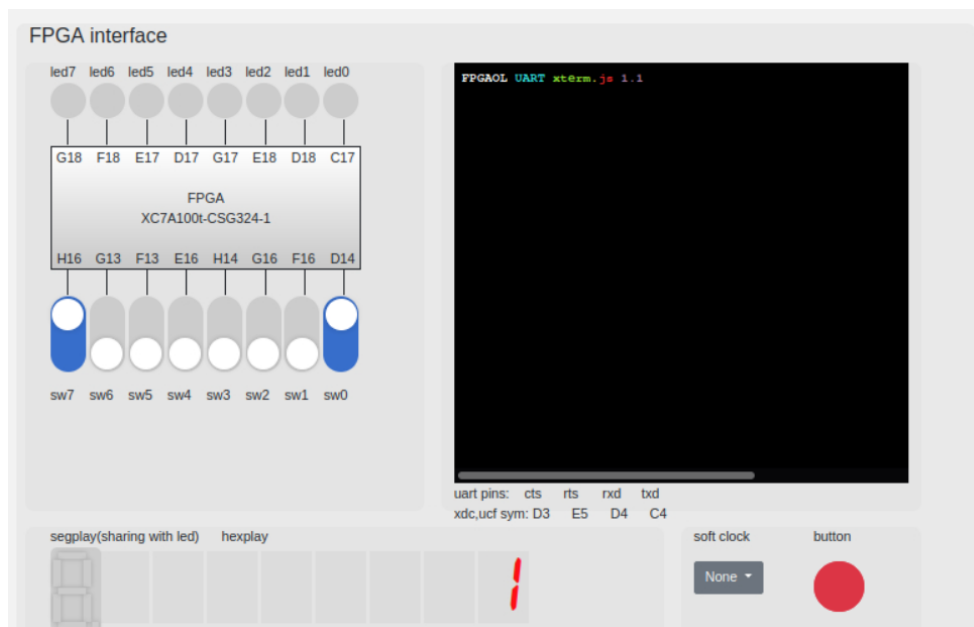 FPGA interface
led7 led6 led5 led4 led3 led2 led1 led0
G18 F18 E17 D17 G17 E18 D18 C17
FPGA
XC7A100t-CSG324-1
H16 G13 F13 E16 H14 G16 F16 D14
sw7 sw6 sw5 sw4 sw3 sw2 sw1 sw0
FPGAOL UART xterm.js 1.1
uart pins: cts rts rxd txd
xdc,ucf sym: D3 E5 D4 C4
segplay(sharing with led) hexplay
1
soft clock button
None